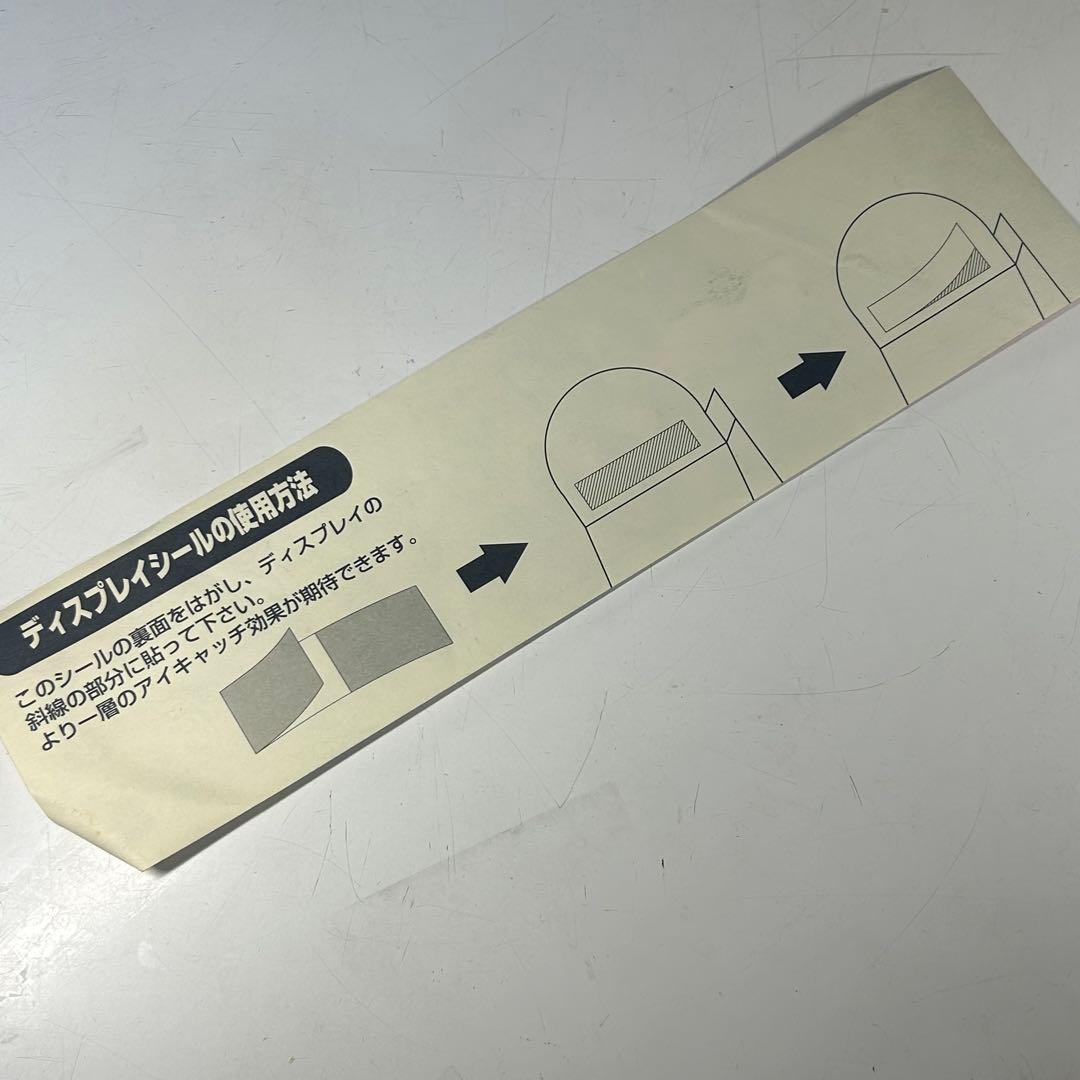 ディスプレイシールの使用方法
このシールの裏面をはがし、ディスプレイの
斜線の部分に貼って下さい。
より一層のアイキャッチ効果が期待できます。